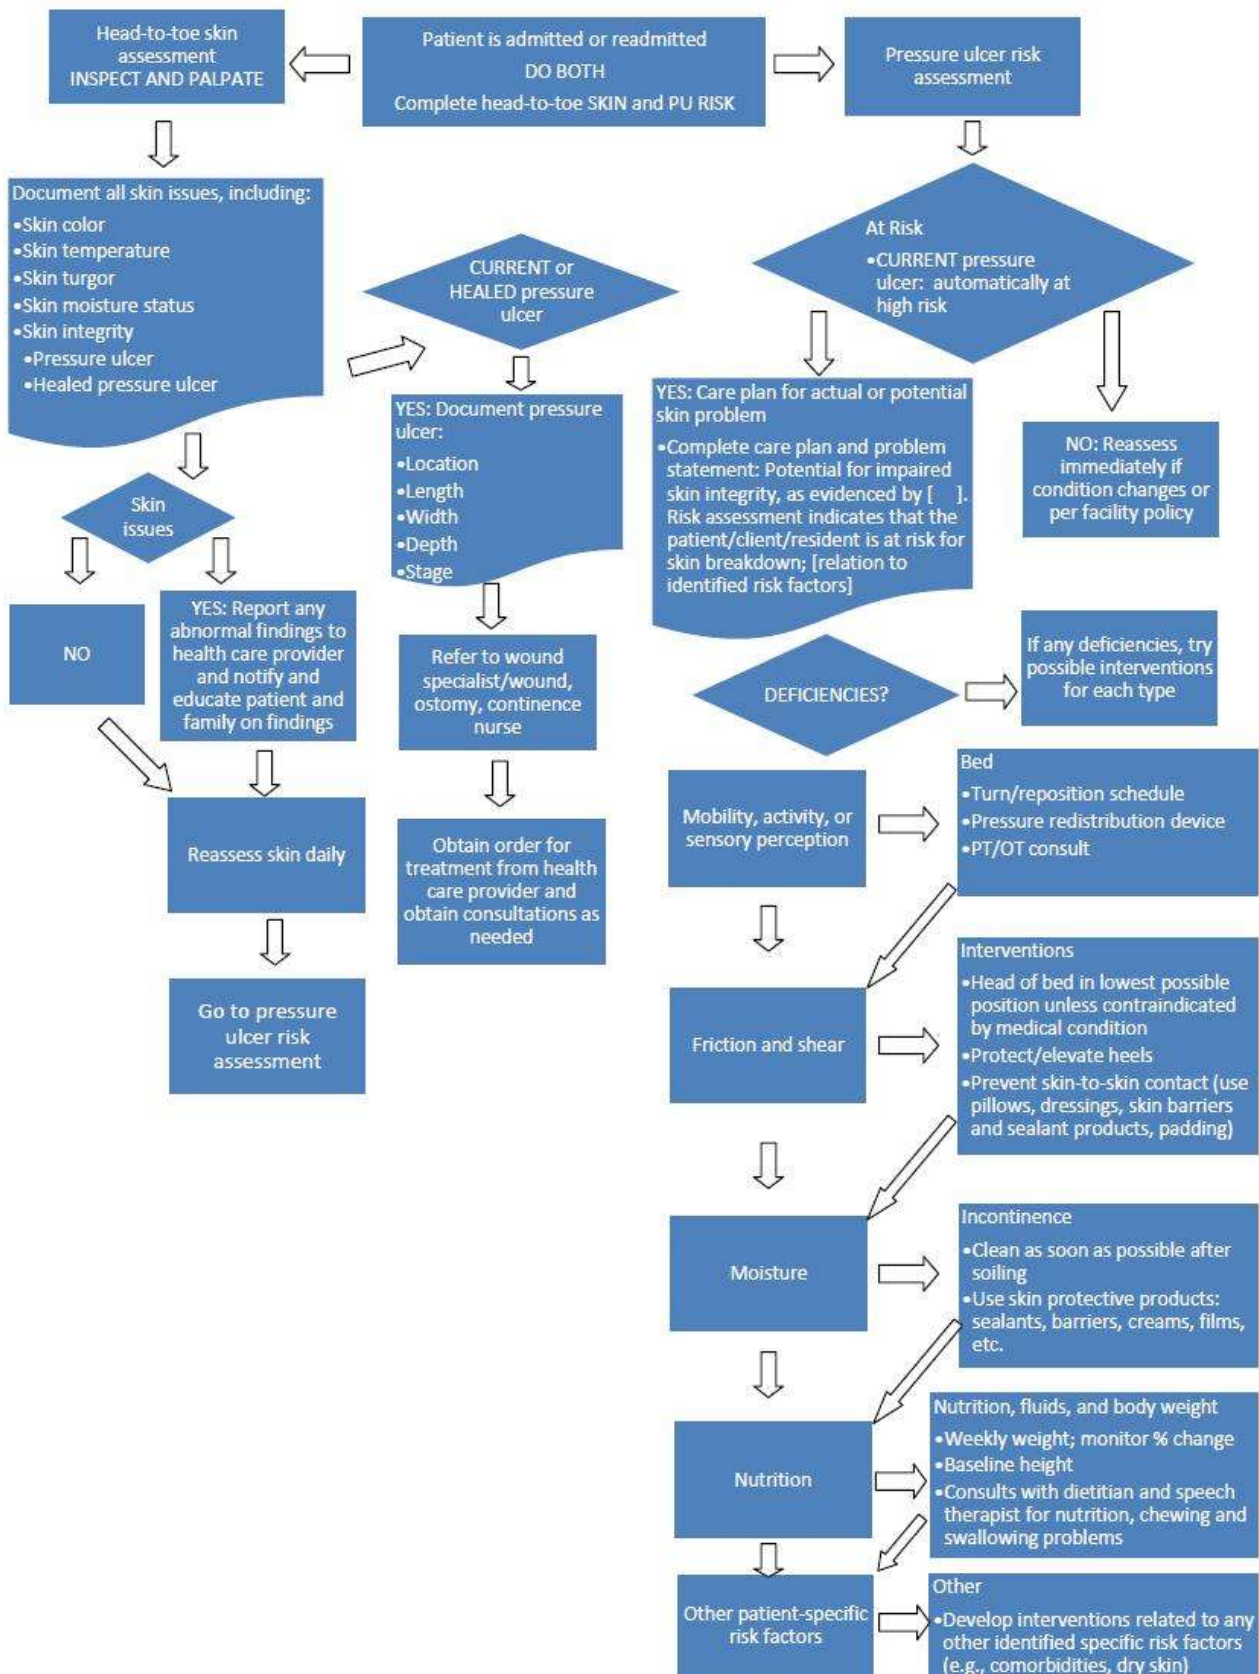 Head-to-toe skin
assessment
INSPECT AND PALPATE
Patient is admitted or readmitted
DO BOTH
Complete head-to-toe SKIN and PU RISK
Pressure ulcer risk
assessment
Document all skin issues, including:
•Skin color
•Skin temperature
•Skin turgor
•Skin moisture status
•Skin integrity
•Pressure ulcer
•Healed pressure ulcer
CURRENT or
HEALED pressure
ulcer
At Risk
•CURRENT pressure
ulcer: automatically at
high risk
YES: Document pressure
ulcer:
•Location
•Length
•Width
•Depth
•Stage
YES: Care plan for actual or potential
skin problem
•Complete care plan and problem
statement: Potential for impaired
skin integrity, as evidenced by [ ].
Risk assessment indicates that the
patient/client/resident is at risk for
skin breakdown; [relation to
identified risk factors]
NO: Reassess
immediately if
condition changes or
per facility policy
Skin
issues
NO
YES: Report any
abnormal findings to
health care provider
and notify and
educate patient and
family on findings
Refer to wound
specialist/wound,
ostomy, continence
nurse
DEFICIENCIES?
If any deficiencies, try
possible interventions
for each type
Reassess skin daily
Obtain order for
treatment from health
care provider and
obtain consultations as
needed
Mobility, activity, or
sensory perception
Bed
•Turn/reposition schedule
•Pressure redistribution device
•PT/OT consult
Go to pressure
ulcer risk
assessment
Friction and shear
Interventions
•Head of bed in lowest possible
position unless contraindicated
by medical condition
•Protect/elevate heels
•Prevent skin-to-skin contact (use
pillows, dressings, skin barriers
and sealant products, padding)
Moisture
Incontinence
•Clean as soon as possible after
soiling
•Use skin protective products:
sealants, barriers, creams, films,
etc.
Nutrition
Nutrition, fluids, and body weight
•Weekly weight; monitor % change
•Baseline height
•Consults with dietitian and speech
therapist for nutrition, chewing and
swallowing problems
Other patient-specific
risk factors
Other
•Develop interventions related to any
other identified specific risk factors
(e.g., comorbidities, dry skin)